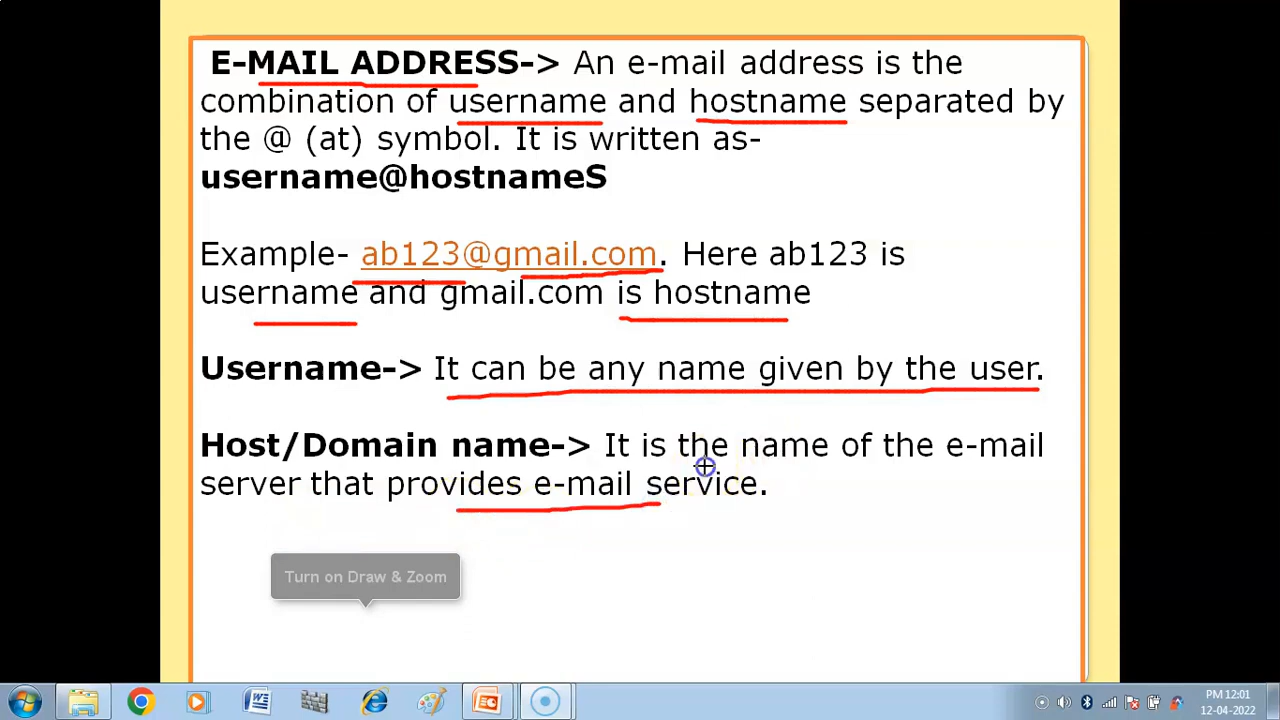 E-MAIL ADDRESS-> An e-mail address is the
combination of username and hostname separated by
the @ (at) symbol. It is written as-
username@hostnameS
Example- ab123@gmail.com. Here ab123 is
username and gmail.com is hostname
Username-> It can be any name given by the user.
Host/Domain name-> It is the name of the e-mail
server that provides e-mail service.
Turn on Draw & Zoom
PM 12:01
12-04-2022